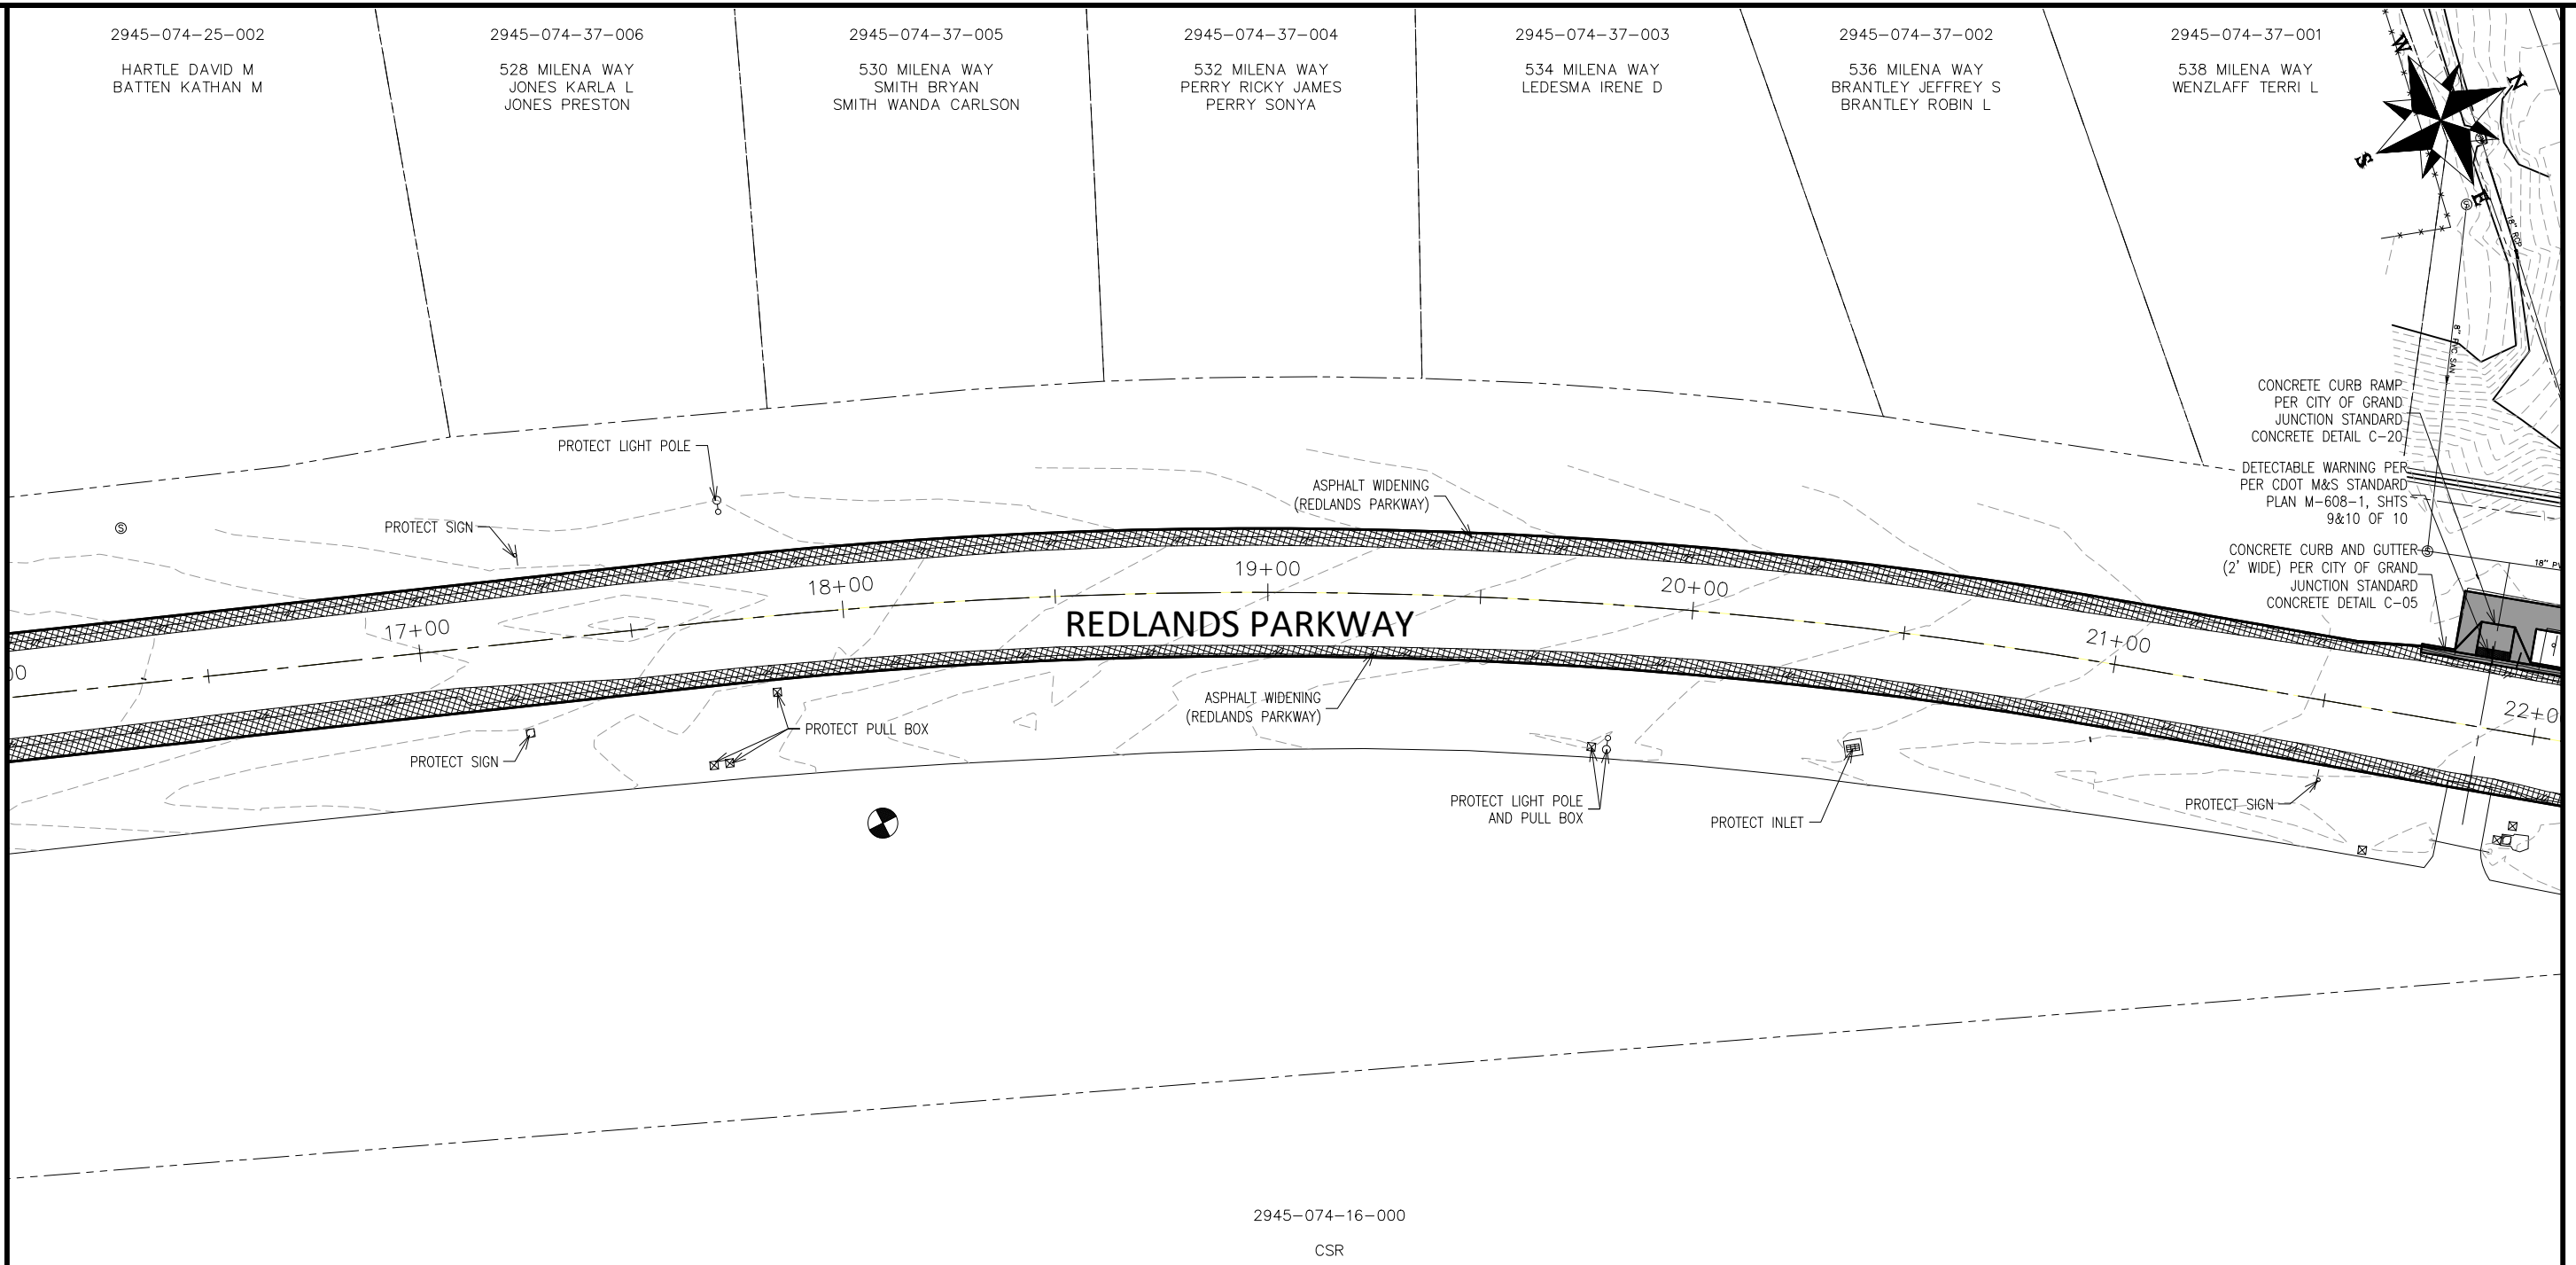 2945-074-25-002
HARTLE DAVID M
BATTEN KATHAN M
2945-074-37-006
528 MILENA WAY
JONES KARLA L
JONES PRESTON
2945-074-37-005
530 MILENA WAY
SMITH BRYAN
SMITH WANDA CARLSON
2945-074-37-004
532 MILENA WAY
PERRY RICKY JAMES
PERRY SONYA
2945-074-37-003
534 MILENA WAY
LEDESMA IRENE D
2945-074-37-002
536 MILENA WAY
BRANTLEY JEFFREY S
BRANTLEY ROBIN L
2945-074-37-001
538 MILENA WAY
WENZLAFF TERRI L
W
N
S
E
18" RCP
8" PVC SAN
CONCRETE CURB RAMP
PER CITY OF GRAND
JUNCTION STANDARD
CONCRETE DETAIL C-20
PROTECT LIGHT POLE
DETECTABLE WARNING PER
PER CDOT M&S STANDARD
PLAN M-608-1, SHTS
9&10 OF 10
ASPHALT WIDENING
(REDLANDS PARKWAY)
PROTECT SIGN
S
S
S
CONCRETE CURB AND GUTTER
(2' WIDE) PER CITY OF GRAND
JUNCTION STANDARD
CONCRETE DETAIL C-05
18" PV
00
17+00
18+00
19+00
20+00
21+00
22+0
REDLANDS PARKWAY
ASPHALT WIDENING
(REDLANDS PARKWAY)
PROTECT PULL BOX
PROTECT SIGN
PROTECT LIGHT POLE
AND PULL BOX
PROTECT INLET
PROTECT SIGN
2945-074-16-000
CSR